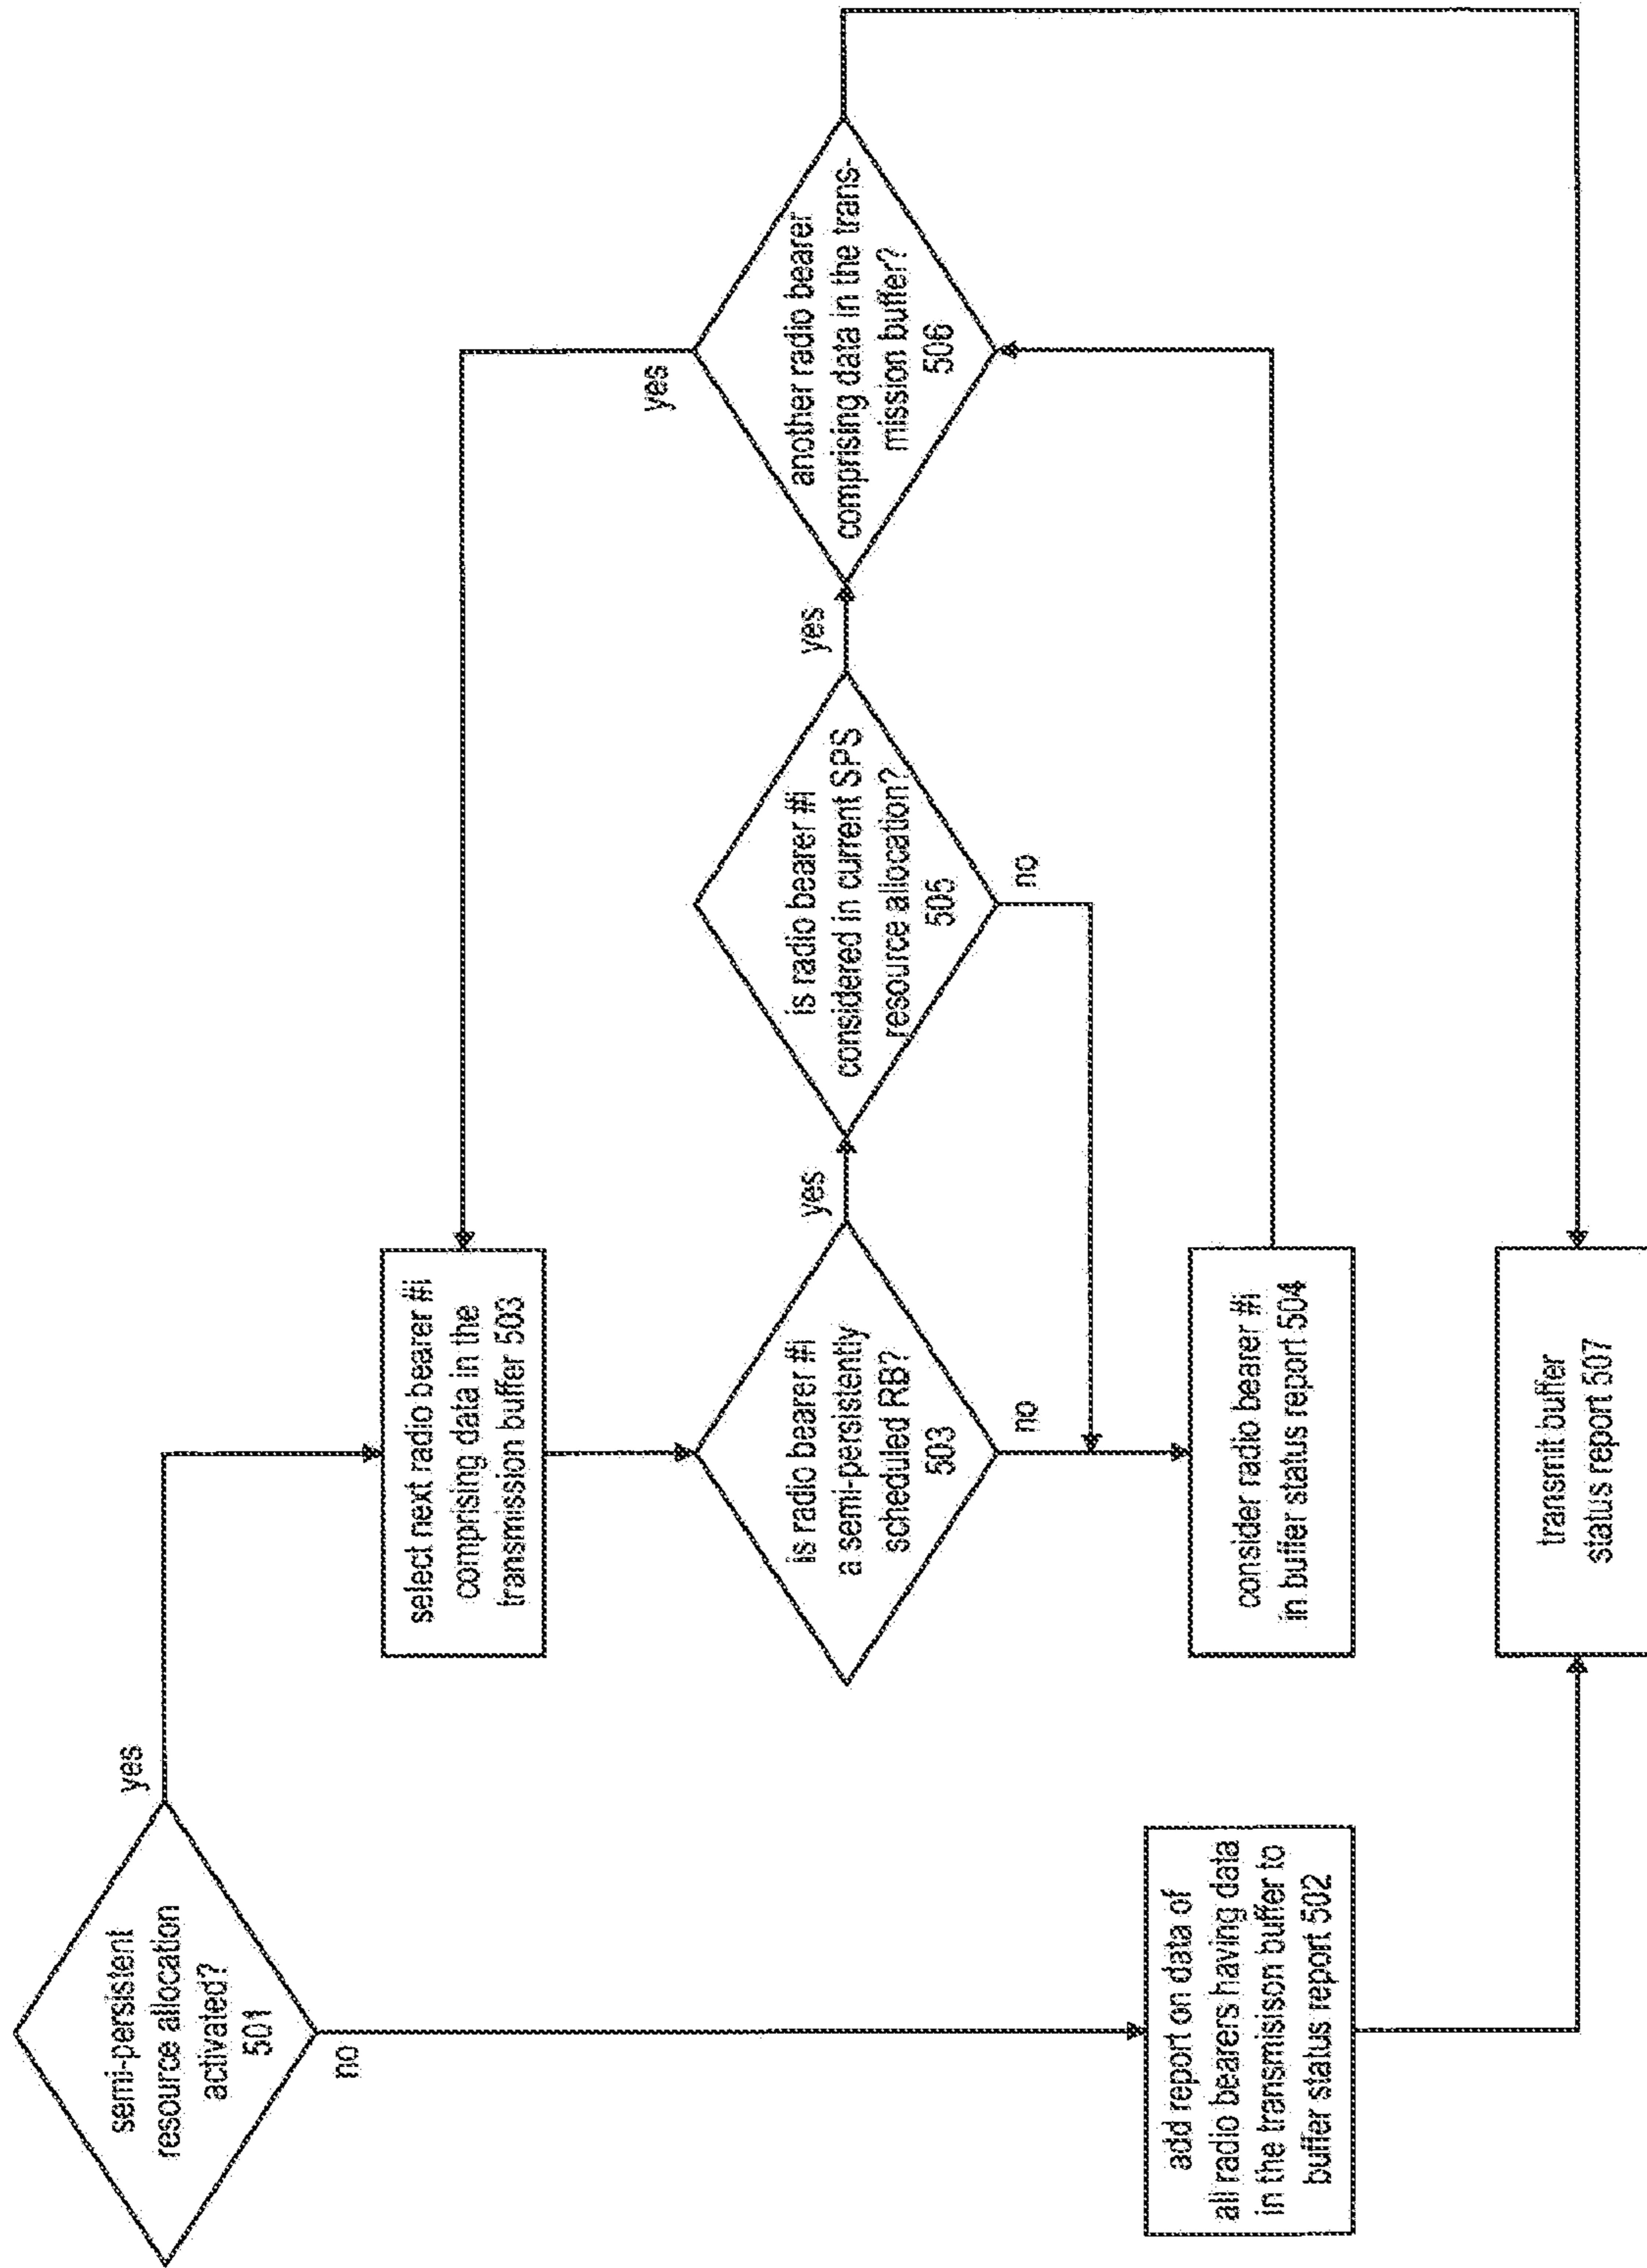 semi-persistent
resource allocation
activated?
501
yes
no
add report on data of
all radio bearers having data
in the transmisison buffer to
buffer status report 502
select next radio bearer #i
comprising data in the
transmission buffer 503
is radio bearer #i
a semi-persistently
scheduled RB?
503
yes
no
consider radio bearer #i
in buffer status report 504
is radio bearer #i
considered in current SPS
resource allocation?
505
yes
no
another radio bearer
comprising data in the trans-
mission buffer?
506
yes
transmit buffer
status report 507